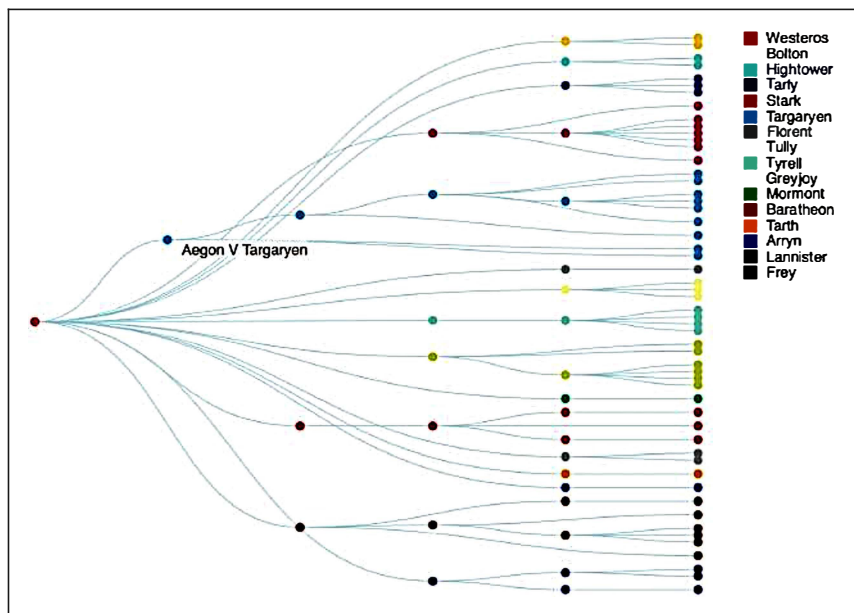 Westeros
Bolton
Hightower
Tarly
Stark
Targaryen
Florent
Tully
Tyrell
Greyjoy
Mormont
Baratheon
Tarth
Arryn
Lannister
Frey
Aegon V Targaryen